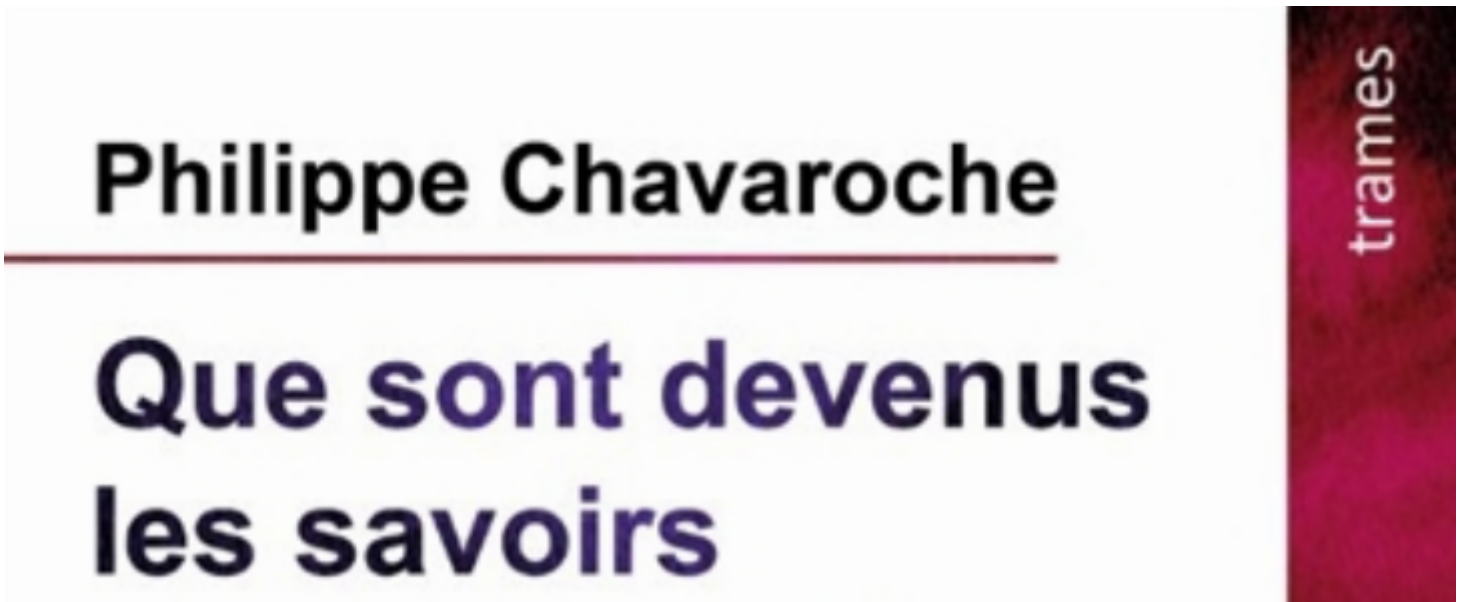 Philippe Chavaroche
trames
Que sont devenus
les savoirs